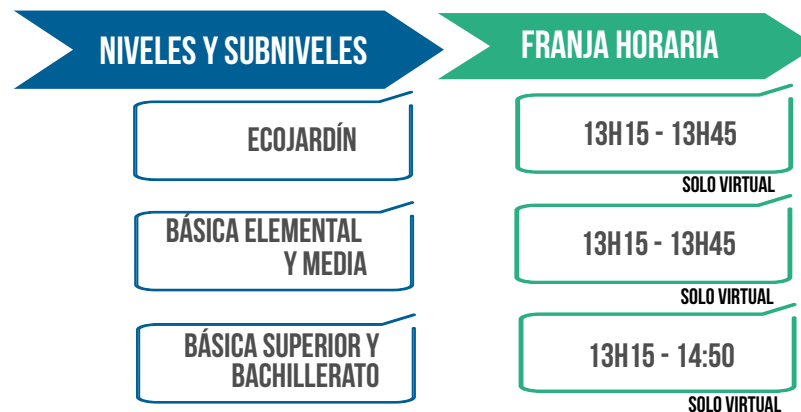 NIVELES Y SUBNIVELES
FRANJA HORARIA
ECOJARDÍN
13H15 - 13H45
SOLO VIRTUAL
BÁSICA ELEMENTAL
Y MEDIA
13H15 - 13H45
SOLO VIRTUAL
BÁSICA SUPERIOR Y
BACHILLERATO
13H15 - 14:50
SOLO VIRTUAL